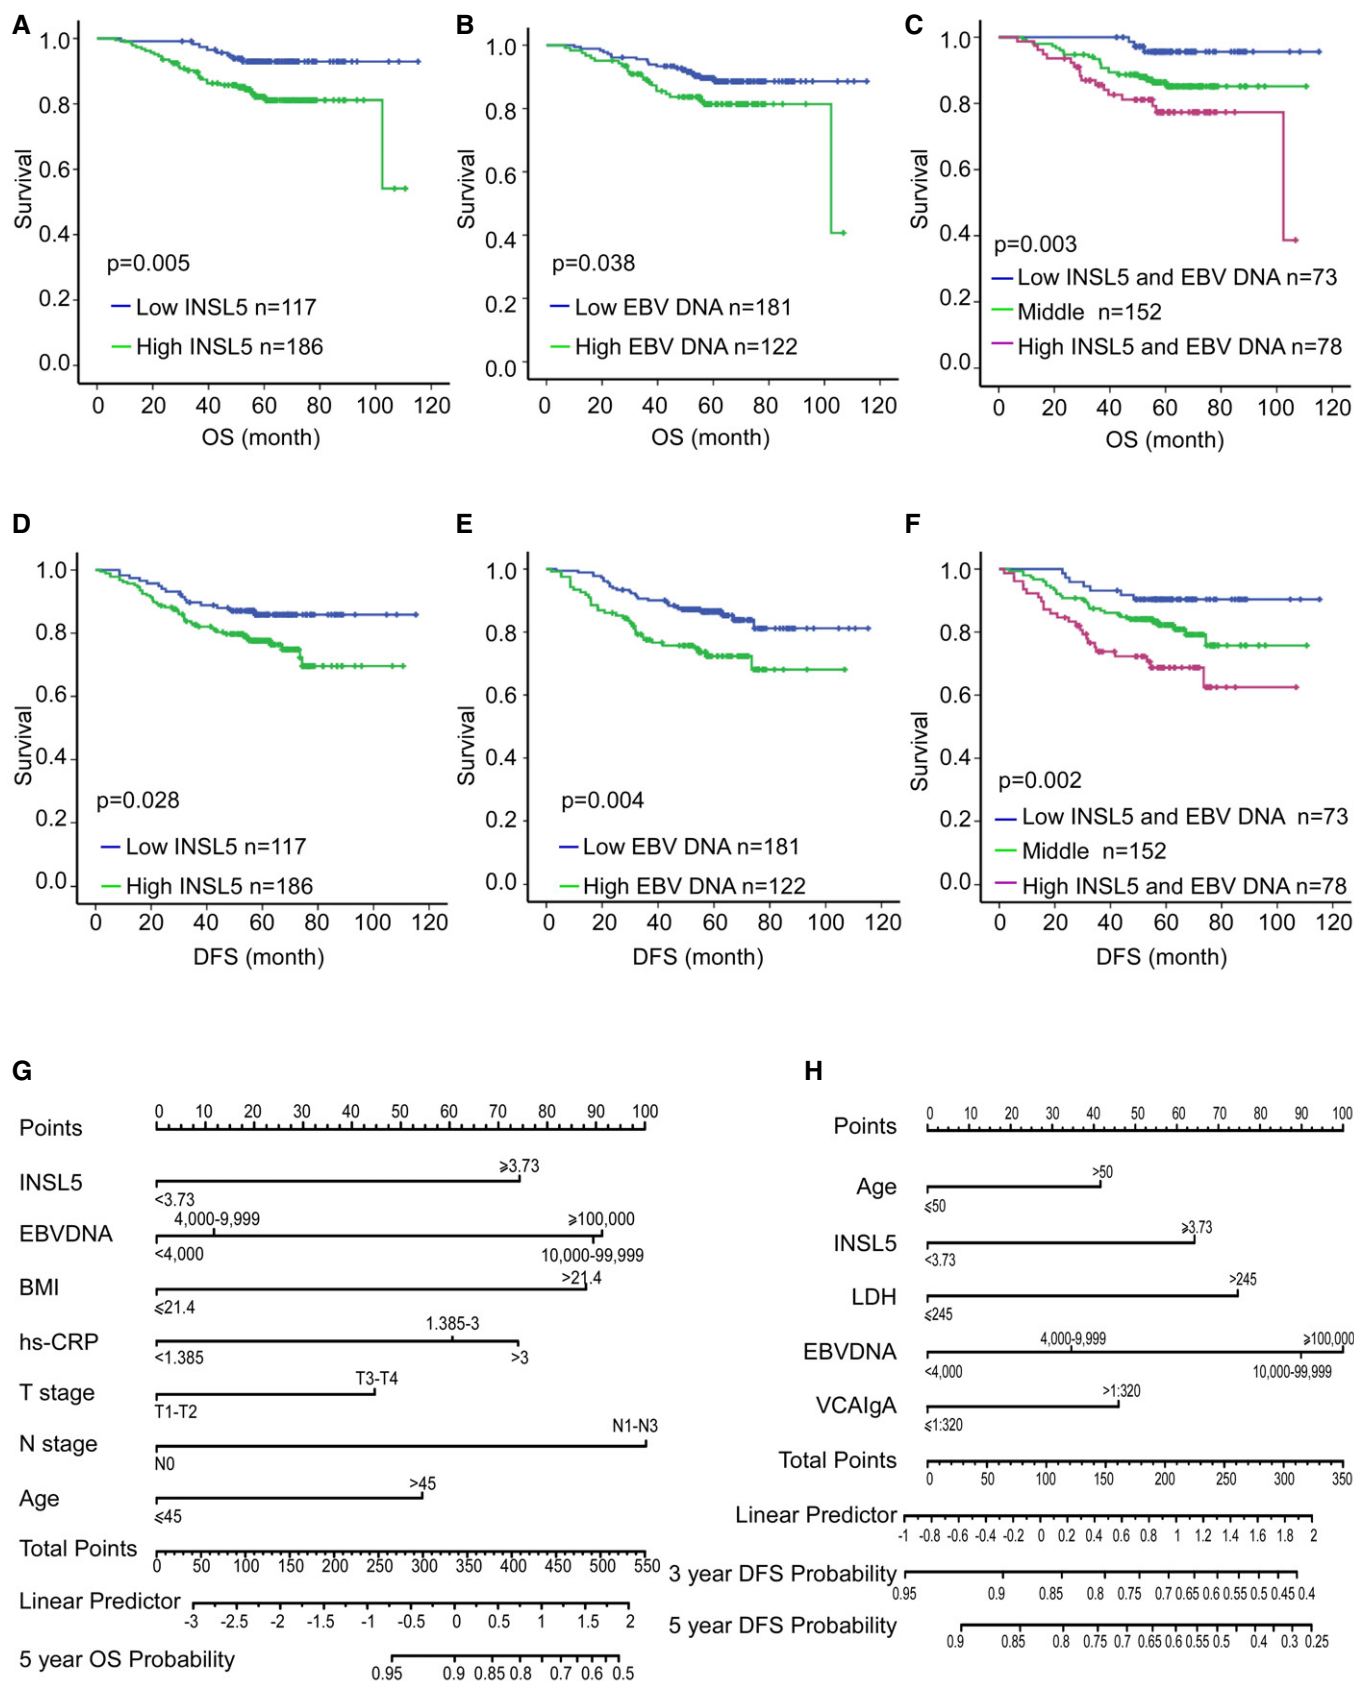 A
Survival
1.0
0.8
0.6
0.4
0.2
0.0
p=0.005
Low INSL5 n=117
High INSL5 n=186
0 20 40 60 80 100 120
OS (month)
B
Survival
1.0
0.8
0.6
0.4
0.2
0.0
p=0.038
Low EBV DNA n=181
High EBV DNA n=122
0 20 40 60 80 100 120
OS (month)
C
Survival
1.0
0.8
0.6
0.4
0.2
0.0
p=0.003
Low INSL5 and EBV DNA n=73
Middle n=152
High INSL5 and EBV DNA n=78
0 20 40 60 80 100 120
OS (month)
D
Survival
1.0
0.8
0.6
0.4
0.2
0.0
p=0.028
Low INSL5 n=117
High INSL5 n=186
0 20 40 60 80 100 120
DFS (month)
E
Survival
1.0
0.8
0.6
0.4
0.2
0.0
p=0.004
Low EBV DNA n=181
High EBV DNA n=122
0 20 40 60 80 100 120
DFS (month)
F
Survival
1.0
0.8
0.6
0.4
0.2
0.0
p=0.002
Low INSL5 and EBV DNA n=73
Middle n=152
High INSL5 and EBV DNA n=78
0 20 40 60 80 100 120
DFS (month)
G
0 10 20 30 40 50 60 70 80 90 100
Points
⩾3.73
INSL5
<3.73
4,000-9,999 ⩾100,000
EBVDNA
<4,000 10,000-99,999
>21.4
BMI
⩽21.4
1.385-3
hs-CRP
<1.385 >3
T3-T4
T stage
T1-T2
N1-N3
N stage
N0
>45
Age
⩽45
Total Points
0 50 100 150 200 250 300 350 400 450 500 550
Linear Predictor
-3 -2.5 -2 -1.5 -1 -0.5 0 0.5 1 1.5 2
5 year OS Probability
0.95 0.9 0.85 0.8 0.7 0.6 0.5
H
0 10 20 30 40 50 60 70 80 90 100
Points
>50
Age
⩽50
⩾3.73
INSL5
<3.73
>245
LDH
⩽245
4,000-9,999 ⩾100,000
EBVDNA
<4,000 10,000-99,999
>1:320
VCAIgA
⩽1:320
Total Points
0 50 100 150 200 250 300 350
Linear Predictor
-1 -0.8 -0.6 -0.4 -0.2 0 0.2 0.4 0.6 0.8 1 1.2 1.4 1.6 1.8 2
3 year DFS Probability
0.95 0.9 0.85 0.8 0.75 0.7 0.65 0.6 0.55 0.5 0.45 0.4
5 year DFS Probability
0.9 0.85 0.8 0.75 0.7 0.65 0.6 0.55 0.5 0.4 0.3 0.25